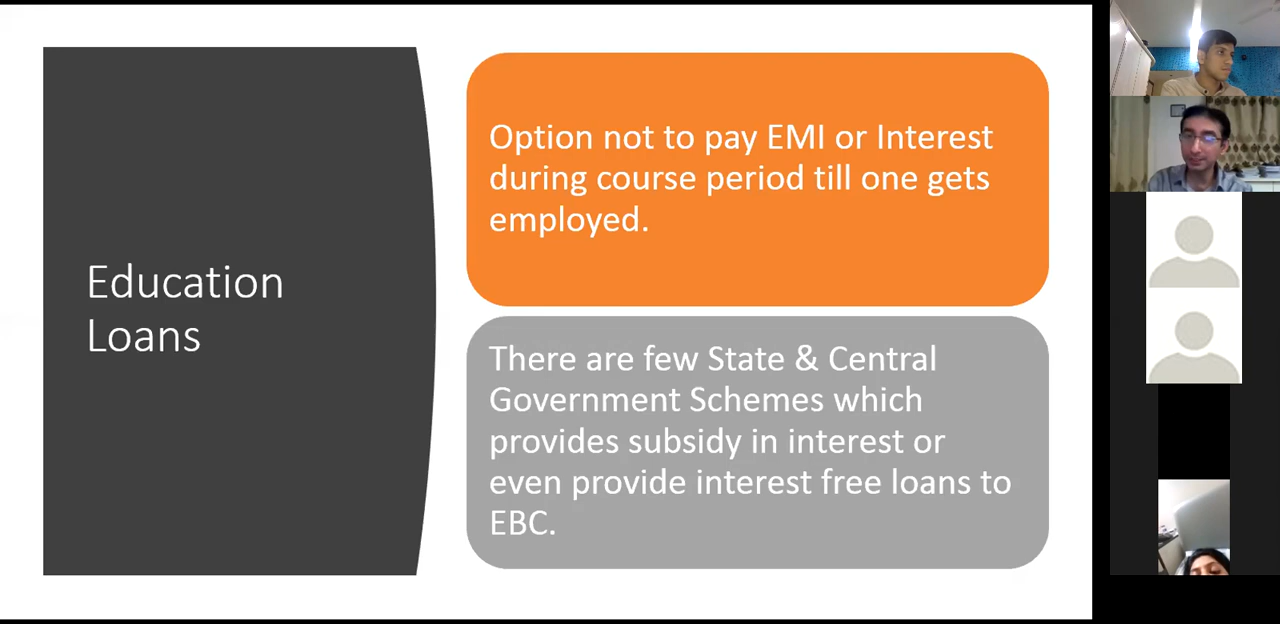 Education
Loans
Option not to pay EMI or Interest
during course period till one gets
employed.
There are few State & Central
Government Schemes which
provides subsidy in interest or
even provide interest free loans to
EBC.